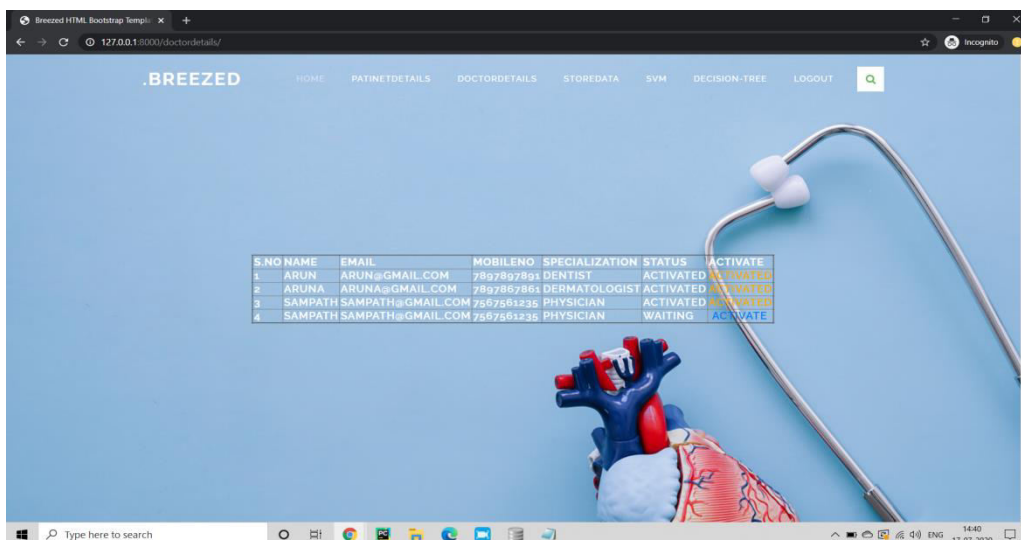 Breezed HTML Bootstrap Templa
127.0.0.1:8000/doctordetails/
Incognito
.BREEZED HOME PATINETDETAILS DOCTORDETAILS STOREDATA SVM DECISION-TREE LOGOUT
S.NO NAME EMAIL MOBILENO SPECIALIZATION STATUS ACTIVATE
1 ARUN ARUN@GMAIL.COM 7897897891 DENTIST ACTIVATED ACTIVATED
2 ARUNA ARUNA@GMAIL.COM 7897867861 DERMATOLOGIST ACTIVATED ACTIVATED
3 SAMPATH SAMPATH@GMAIL.COM 7567561235 PHYSICIAN ACTIVATED ACTIVATED
4 SAMPATH SAMPATH@GMAIL.COM 7567561235 PHYSICIAN WAITING ACTIVATE
Type here to search
ENG
14:40
17-07-2020